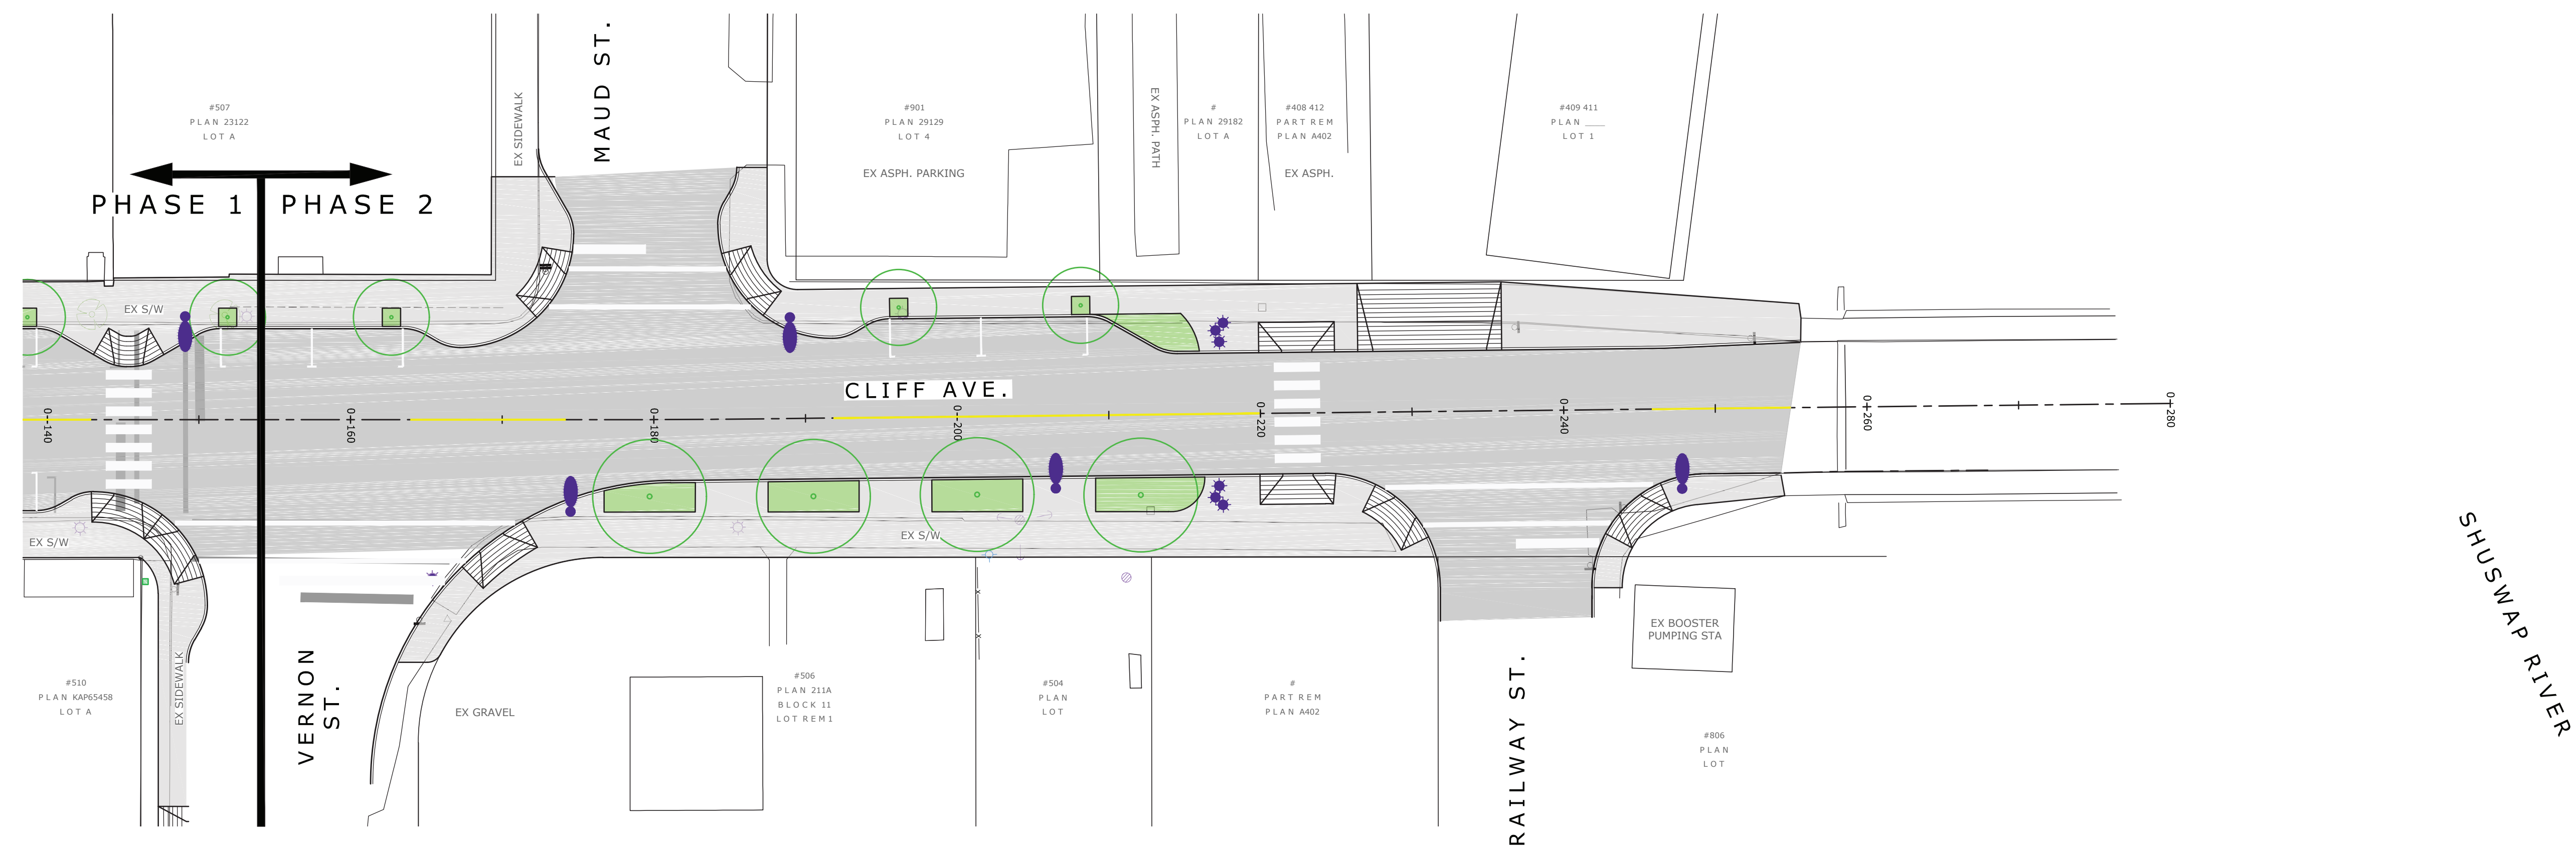 MAUD ST.
#507
PLAN 23122
LOT A
EX SIDEWALK
#901
PLAN 29129
LOT 4
EX ASPH. PARKING
EX ASPH. PATH
#
PLAN 29182
LOT A
#408 412
PART REM
PLAN A402
EX ASPH.
#409 411
PLAN ____
LOT 1
PHASE 1
PHASE 2
EX S/W
CLIFF AVE.
0+140
0+160
0+180
0+200
0+220
0+240
0+260
0+280
EX S/W
EX S/W
#510
PLAN KAP65458
LOT A
EX SIDEWALK
VERNON
ST.
EX GRAVEL
#506
PLAN 211A
BLOCK 11
LOT REM1
X
X
#504
PLAN
LOT
#
PART REM
PLAN A402
RAILWAY ST.
EX BOOSTER
PUMPING STA
#806
PLAN
LOT
SHUSWAP RIVER